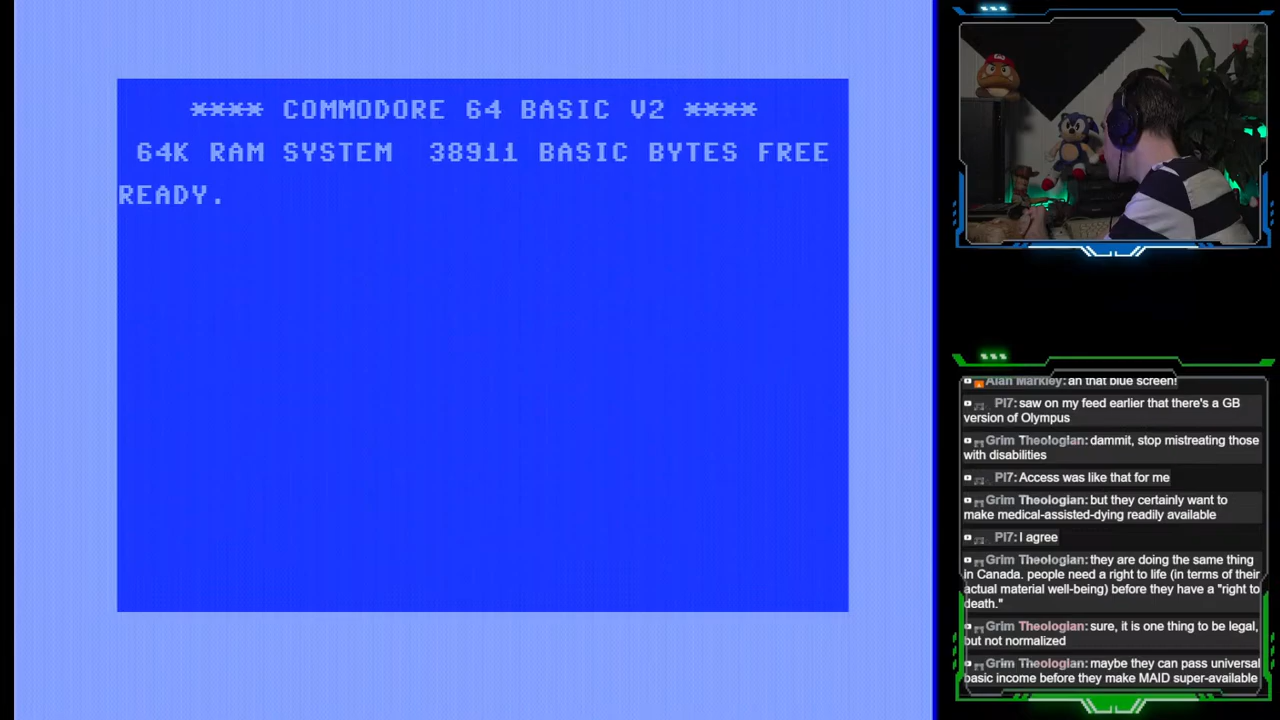 **** COMMODORE 64 BASIC V2 ****
64K RAM SYSTEM  38911 BASIC BYTES FREE
READY.
Alan Markley: ah that blue screen!
PI7: saw on my feed earlier that there's a GB
version of Olympus
Grim Theologian: dammit, stop mistreating those
with disabilities
PI7: Access was like that for me
Grim Theologian: but they certainly want to
make medical-assisted-dying readily available
PI7: I agree
Grim Theologian: they are doing the same thing
in Canada. people need a right to life (in terms of their
actual material well-being) before they have a "right to
death."
Grim Theologian: sure, it is one thing to be legal,
but not normalized
Grim Theologian: maybe they can pass universal
basic income before they make MAID super-available